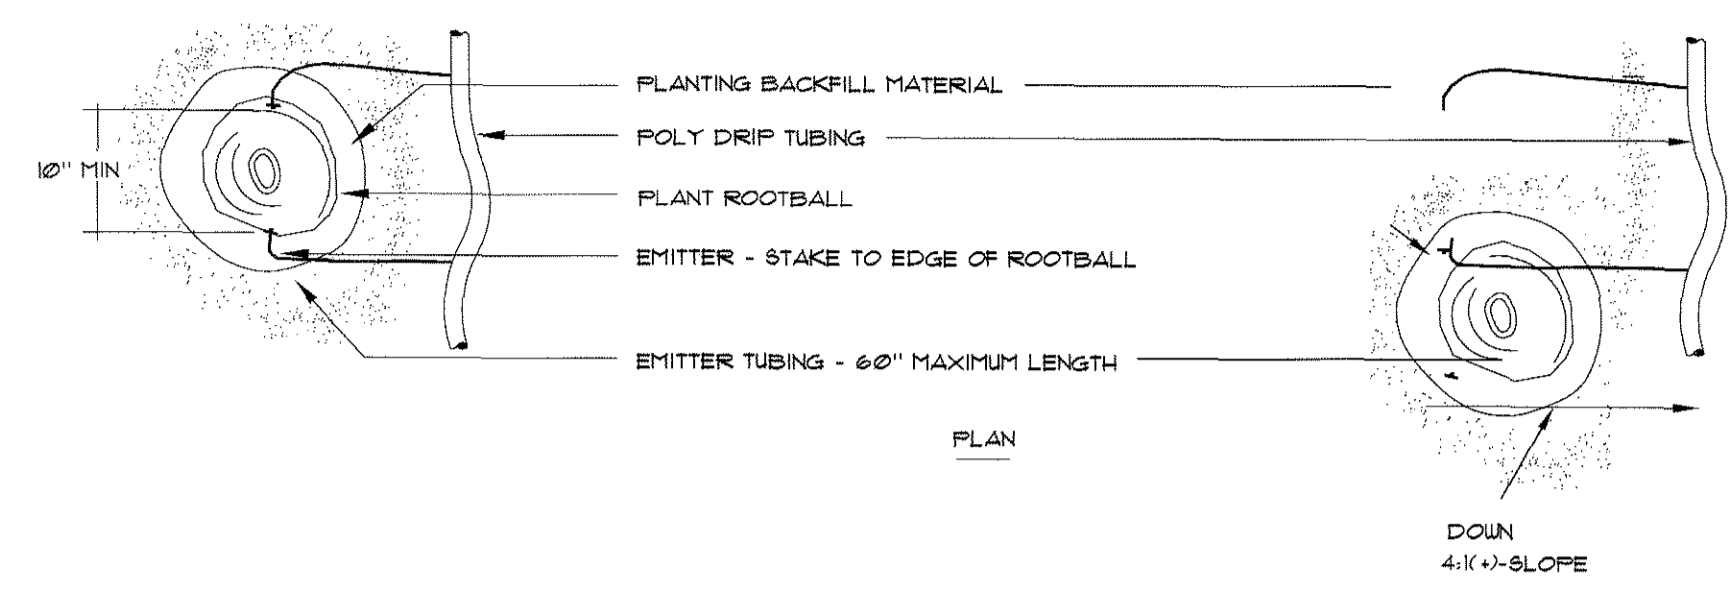 PLANTING BACKFILL MATERIAL
POLY DRIP TUBING
10" MIN
PLANT ROOTBALL
EMITTER - STAKE TO EDGE OF ROOTBALL
EMITTER TUBING - 60" MAXIMUM LENGTH
PLAN
DOWN
4:1(+)-SLOPE